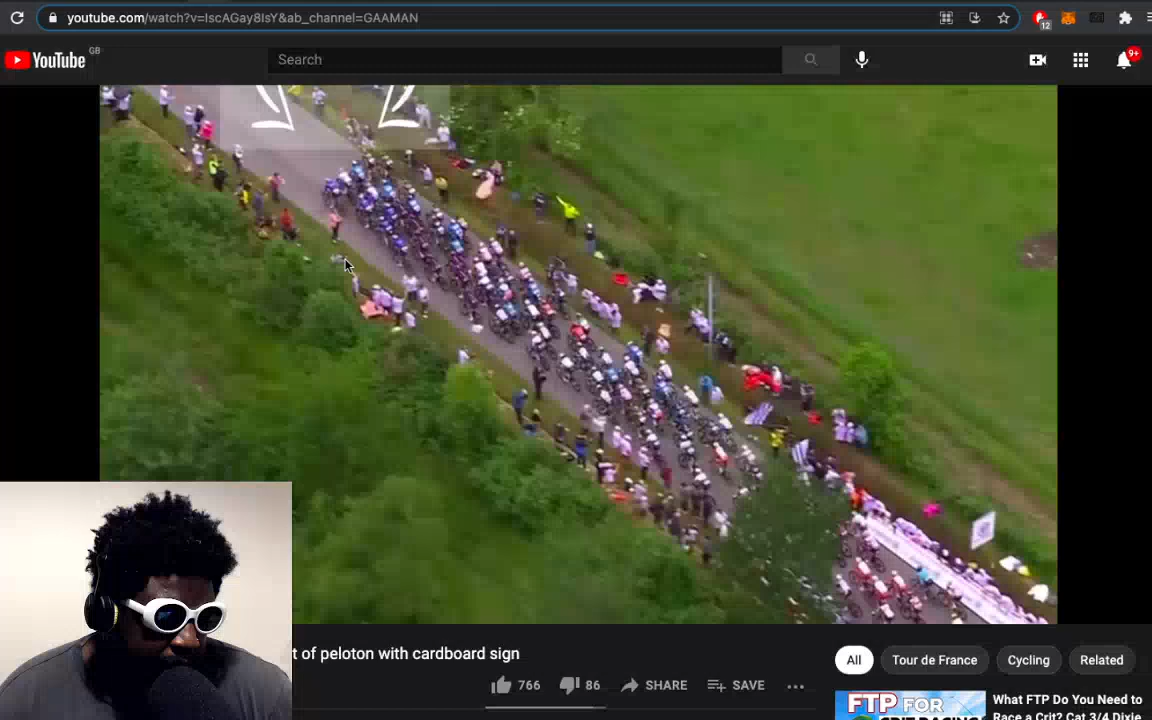 youtube.com/watch?v=IscAGay8IsY&ab_channel=GAAMAN
12
YouTube GB
Search
9+
t of peloton with cardboard sign
766
86
SHARE
SAVE
All
Tour de France
Cycling
Related
FTP FOR
What FTP Do You Need to
Race a Crit? Cat 3/4 Dixie